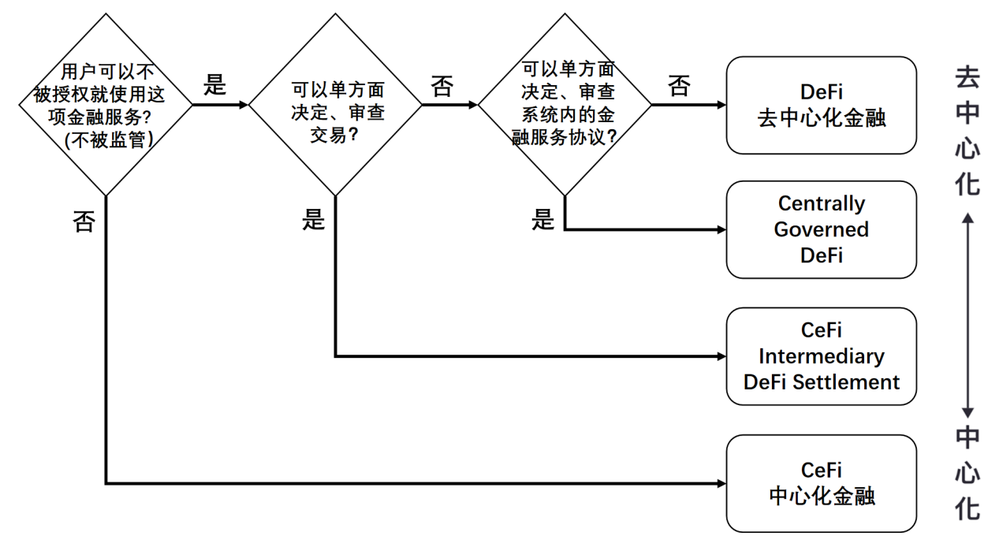 用户可以不
被授权就使用这
项金融服务?
(不被监管)
是
否
可以单方面
决定、审查
交易?
否
是
可以单方面
决定、审查
系统内的金
融服务协议?
否
是
DeFi
去中心化金融
Centrally
Governed
DeFi
CeFi
Intermediary
DeFi Settlement
CeFi
中心化金融
去
中
心
化
中
心
化